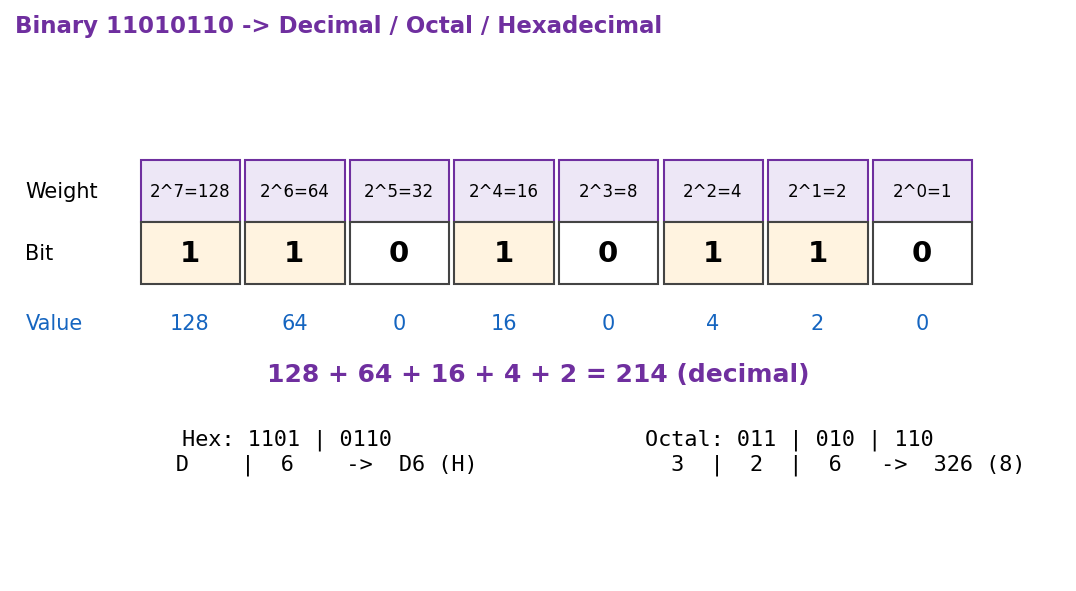 Binary 11010110 -> Decimal / Octal / Hexadecimal
Weight 2^7=128 2^6=64 2^5=32 2^4=16 2^3=8 2^2=4 2^1=2 2^0=1
Bit 1 1 0 1 0 1 1 0
Value 128 64 0 16 0 4 2 0
128 + 64 + 16 + 4 + 2 = 214 (decimal)
Hex: 1101 | 0110
D | 6 -> D6 (H)
Octal: 011 | 010 | 110
3 | 2 | 6 -> 326 (8)